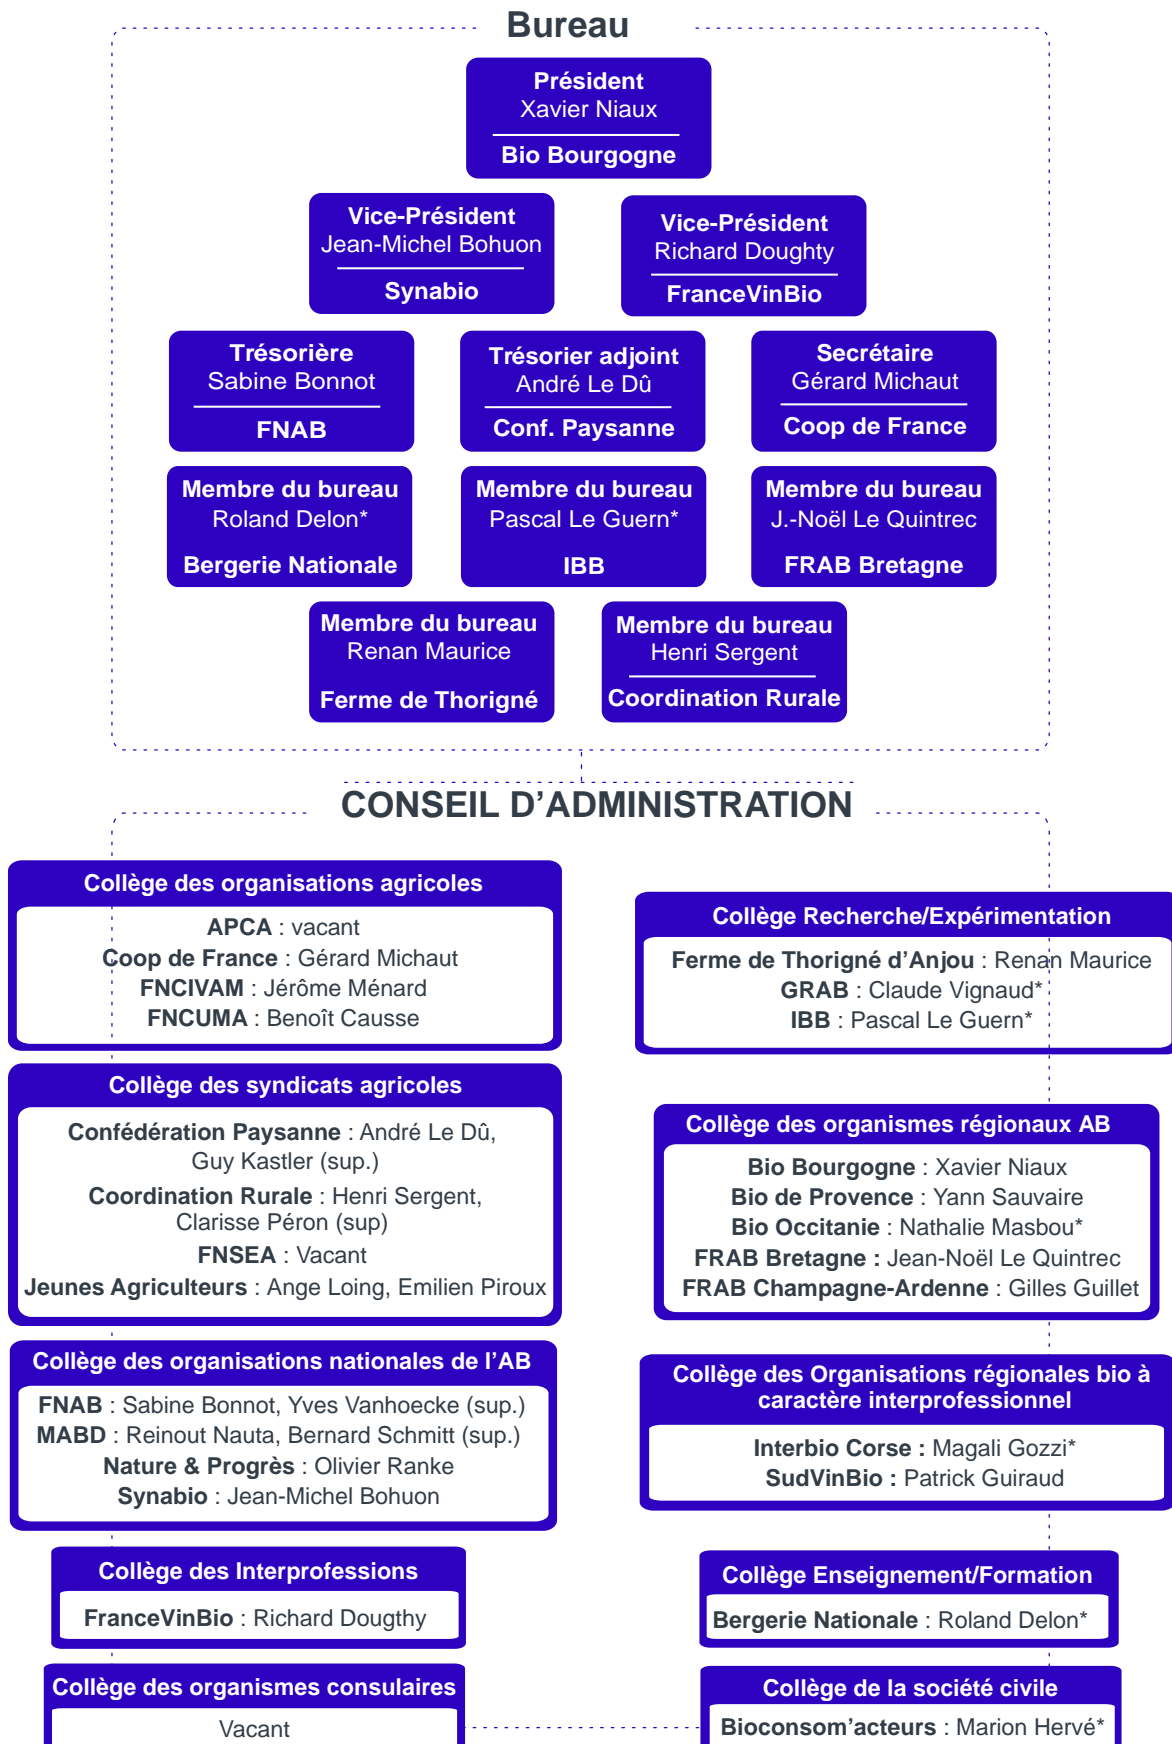 Bureau
Président
Xavier Niaux
Bio Bourgogne
Vice-Président
Jean-Michel Bohuon
Synabio
Vice-Président
Richard Doughty
FranceVinBio
Trésorière
Sabine Bonnot
FNAB
Trésorier adjoint
André Le Dû
Conf. Paysanne
Secrétaire
Gérard Michaut
Coop de France
Membre du bureau
Roland Delon*
Bergerie Nationale
Membre du bureau
Pascal Le Guern*
IBB
Membre du bureau
J.-Noël Le Quintrec
FRAB Bretagne
Membre du bureau
Renan Maurice
Ferme de Thorigné
Membre du bureau
Henri Sergent
Coordination Rurale
CONSEIL D’ADMINISTRATION
Collège des organisations agricoles
APCA : vacant
Coop de France : Gérard Michaut
FNCIVAM : Jérôme Ménard
FNCUMA : Benoît Causse
Collège des syndicats agricoles
Confédération Paysanne : André Le Dû,
Guy Kastler (sup.)
Coordination Rurale : Henri Sergent,
Clarisse Péron (sup)
FNSEA : Vacant
Jeunes Agriculteurs : Ange Loing, Emilien Piroux
Collège des organisations nationales de l’AB
FNAB : Sabine Bonnot, Yves Vanhoecke (sup.)
MABD : Reinout Nauta, Bernard Schmitt (sup.)
Nature & Progrès : Olivier Ranke
Synabio : Jean-Michel Bohuon
Collège des Interprofessions
FranceVinBio : Richard Dougthy
Collège des organismes consulaires
Vacant
Collège Recherche/Expérimentation
Ferme de Thorigné d’Anjou : Renan Maurice
GRAB : Claude Vignaud*
IBB : Pascal Le Guern*
Collège des organismes régionaux AB
Bio Bourgogne : Xavier Niaux
Bio de Provence : Yann Sauvaire
Bio Occitanie : Nathalie Masbou*
FRAB Bretagne : Jean-Noël Le Quintrec
FRAB Champagne-Ardenne : Gilles Guillet
Collège des Organisations régionales bio à
caractère interprofessionnel
Interbio Corse : Magali Gozzi*
SudVinBio : Patrick Guiraud
Collège Enseignement/Formation
Bergerie Nationale : Roland Delon*
Collège de la société civile
Bioconsom’acteurs : Marion Hervé*